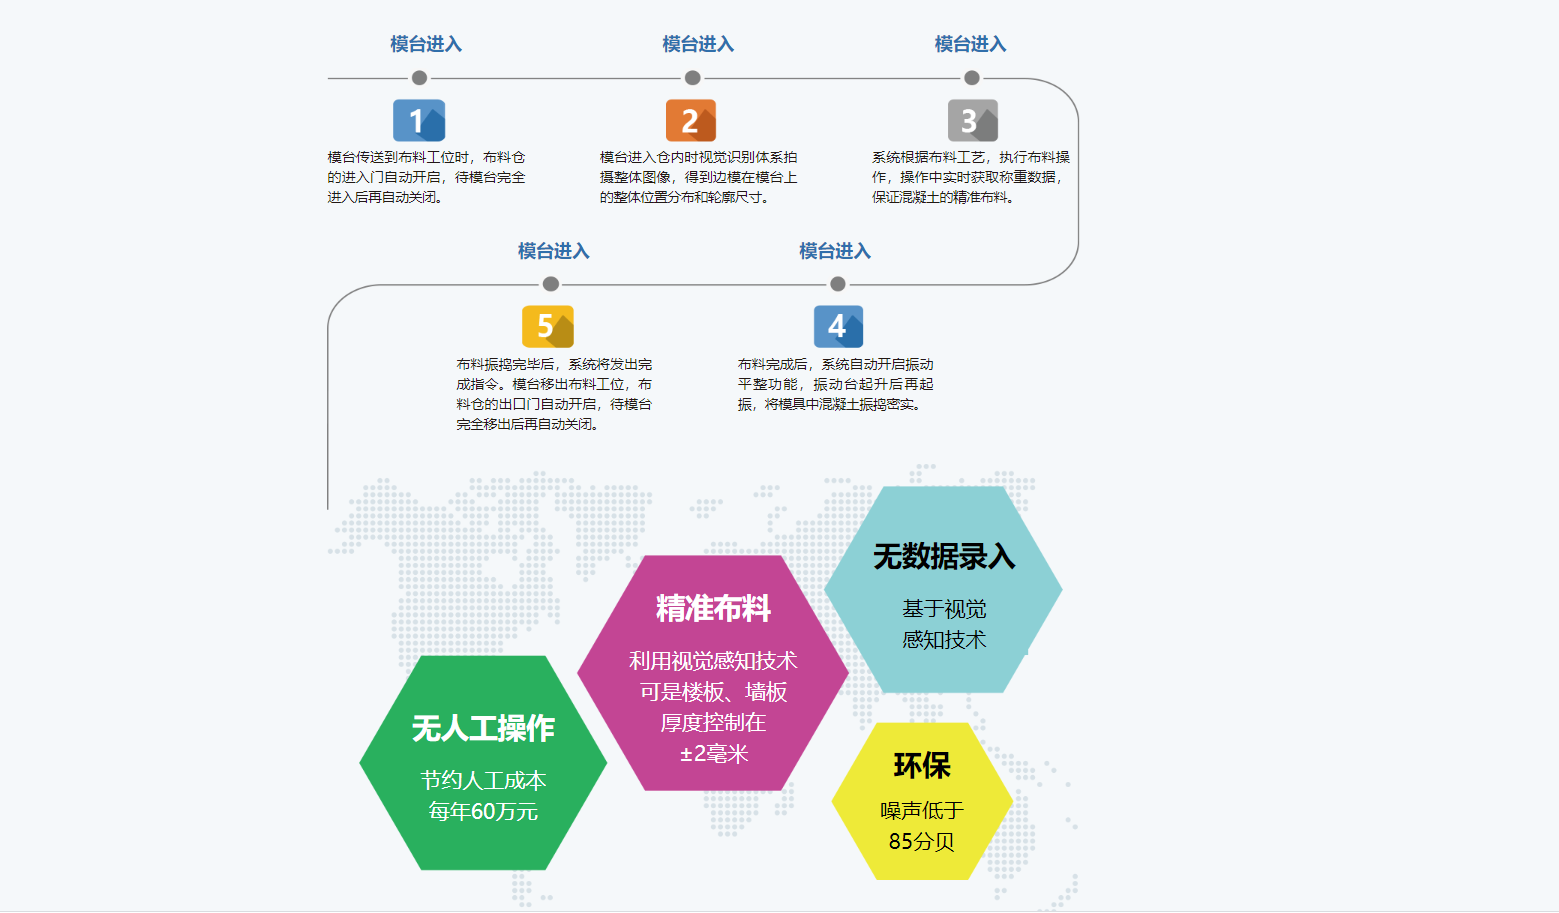 模台进入
1
模台传送到布料工位时，布料仓
的进入门自动开启，待模台完全
进入后再自动关闭。
模台进入
2
模台进入仓内时视觉识别体系拍
摄整体图像，得到边模在模台上
的整体位置分布和轮廓尺寸。
模台进入
3
系统根据布料工艺，执行布料操
作，操作中实时获取称重数据，
保证混凝土的精准布料。
模台进入
4
布料完成后，系统自动开启振动
平整功能，振动台起升后再起
振，将模具中混凝土振捣密实。
模台进入
5
布料振捣完毕后，系统将发出完
成指令。模台移出布料工位，布
料仓的出口门自动开启，待模台
完全移出后再自动关闭。
无人工操作
节约人工成本
每年60万元
精准布料
利用视觉感知技术
可是楼板、墙板
厚度控制在
±2毫米
无数据录入
基于视觉
感知技术
环保
噪声低于
85分贝